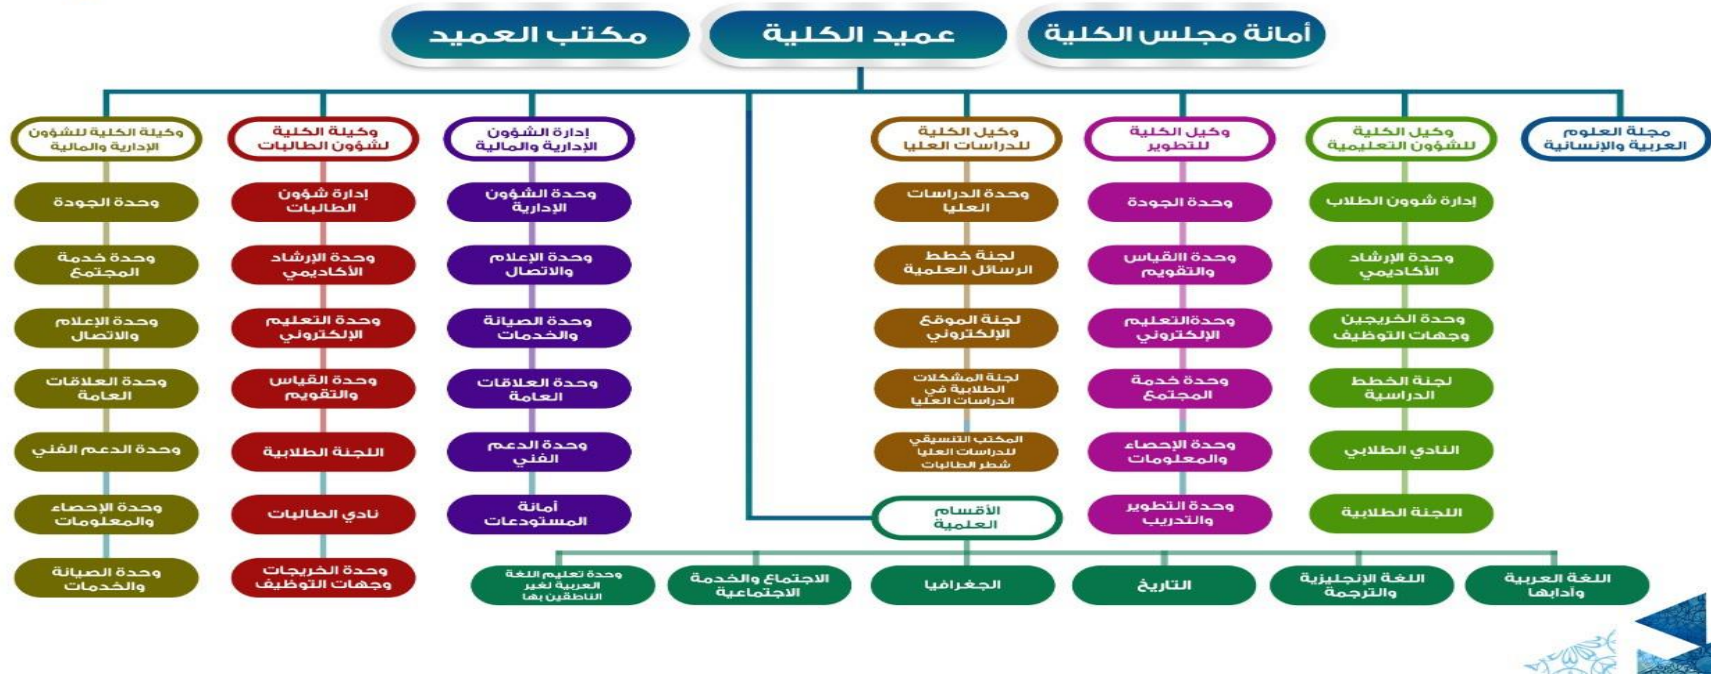 أمانة مجلس الكلية
عميد الكلية
مكتب العميد
مجلة العلوم
العربية والإنسانية
وكيل الكلية
للشؤون التعليمية
إدارة شوون الطلاب
وحدة الإرشاد
الأكاديمي
وحدة الخريجين
وجهات التوظيف
لجنة الخطط
الدراسية
النادي الطلابي
اللجنة الطلابية
وكيل الكلية
للتطوير
وحدة الجودة
وحدة االقياس
والتقويم
وحدةالتعليم
الإلكتروني
وحدة خدمة
المجتمع
وحدة الإحصاء
والمعلومات
وحدة التطوير
والتدريب
وكيل الكلية
للدراسات العليا
وحدة الدراسات
العليا
لجنة خطط
الرسائل العلمية
لجنة الموقع
الإلكتروني
لجنة المشكلات
الطلابية في
الدراسات العليا
المكتب التنسيقي
للدراسات العليا
شطر الطالبات
إدارة الشؤون
الإدارية والمالية
وحدة الشؤون
الإدارية
وحدة الإعلام
والاتصال
وحدة الصيانة
والخدمات
وحدة العلاقات
العامة
وحدة الدعم
الفني
أمانة
المستودعات
وكيلة الكلية
لشؤون الطالبات
إدارة شؤون
الطالبات
وحدة الإرشاد
الأكاديمي
وحدة التعليم
الإلكتروني
وحدة القياس
والتقويم
اللجنة الطلابية
نادي الطالبات
وحدة الخريجات
وجهات التوظيف
وكيلة الكلية للشؤون
الإدارية والمالية
وحدة الجودة
وحدة خدمة
المجتمع
وحدة الإعلام
والاتصال
وحدة العلاقات
العامة
وحدة الدعم الفني
وحدة الإحصاء
والمعلومات
وحدة الصيانة
والخدمات
الأقسام
العلمية
اللغة العربية
وآدابها
اللغة الإنجليزية
والترجمة
التاريخ
الجغرافيا
الاجتماع والخدمة
الاجتماعية
وحدة تعليم اللغة
العربية لغير
الناطقين بها